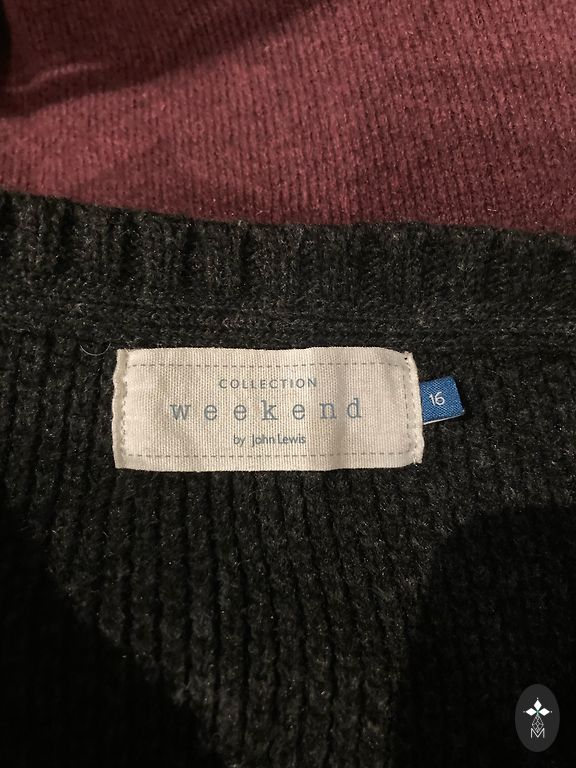 COLLECTION
weekend
by John Lewis
16
M